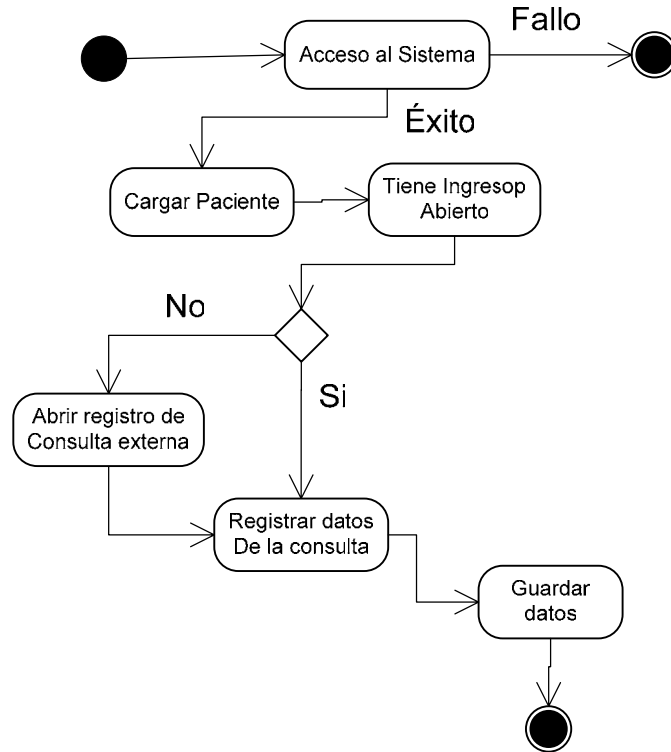 Fallo
Acceso al Sistema
Éxito
Cargar Paciente
Tiene Ingresop
Abierto
No
Si
Abrir registro de
Consulta externa
Registrar datos
De la consulta
Guardar
datos